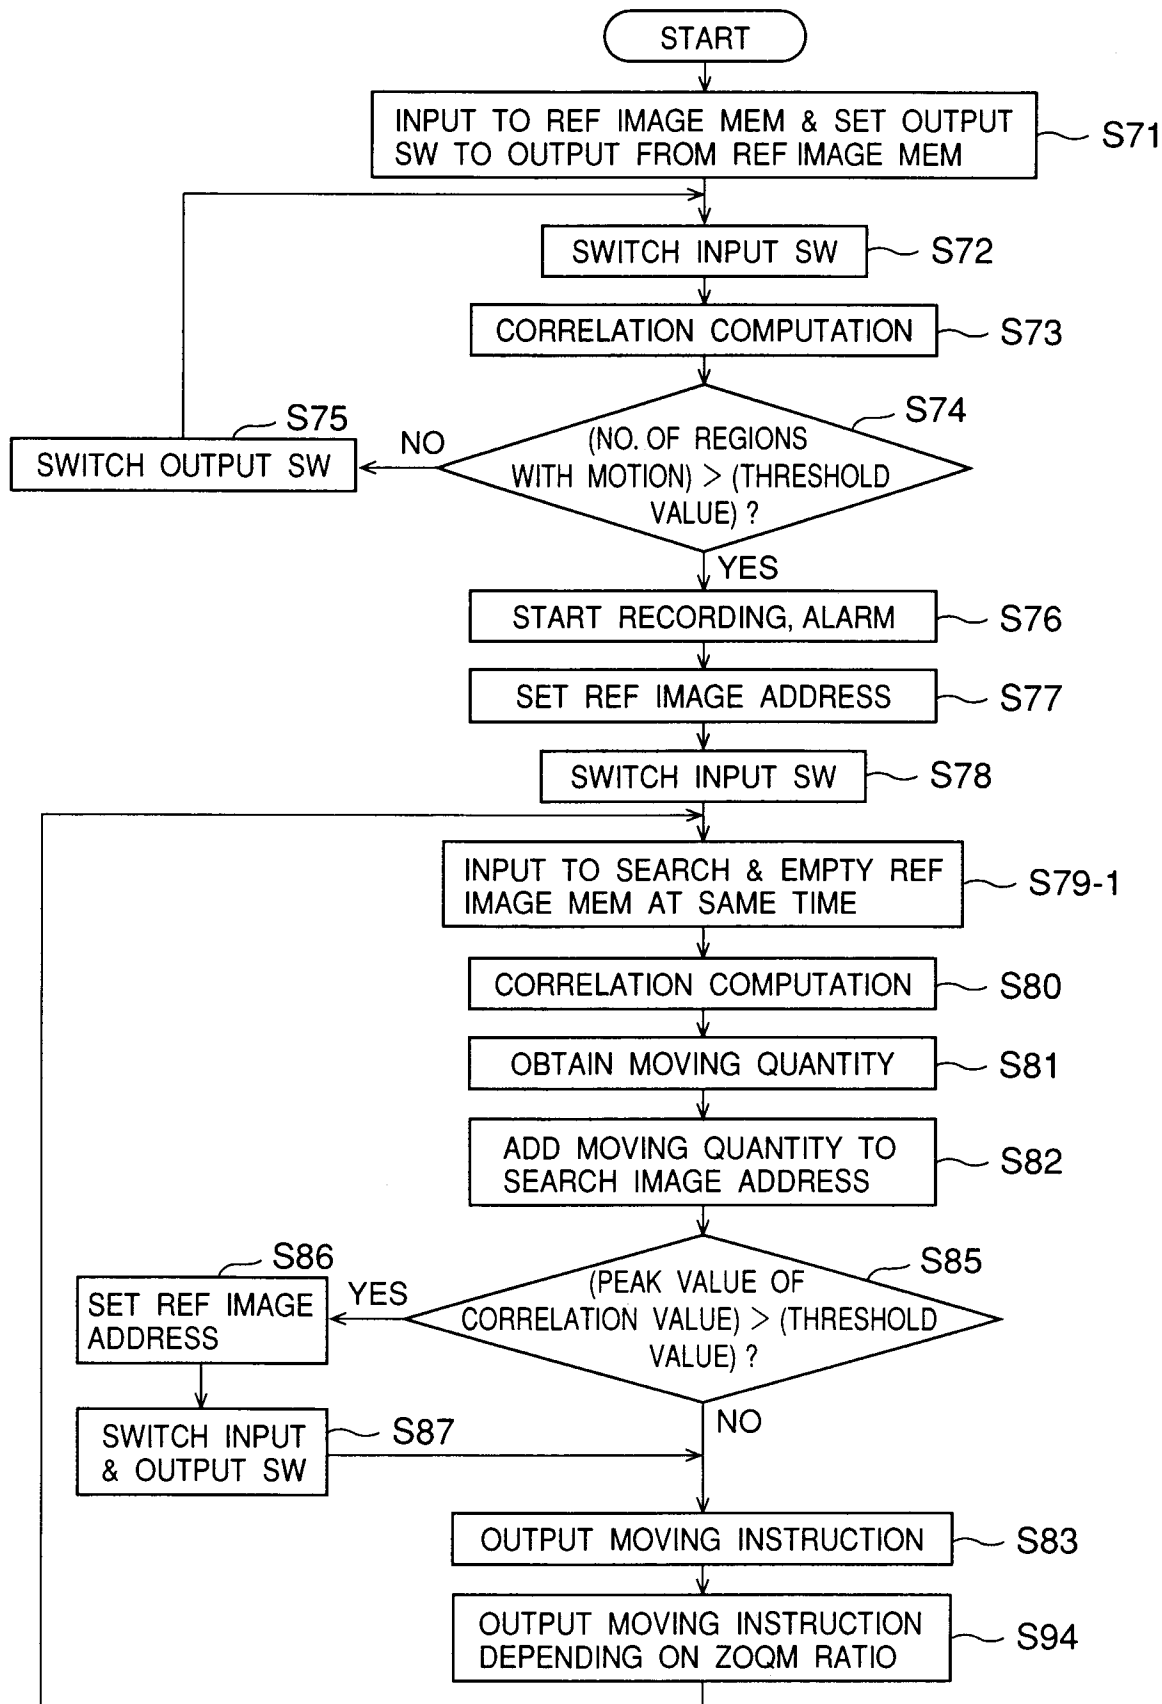 START
INPUT TO REF IMAGE MEM & SET OUTPUT
SW TO OUTPUT FROM REF IMAGE MEM
S71
SWITCH INPUT SW
S72
CORRELATION COMPUTATION
S73
S74
(NO. OF REGIONS
WITH MOTION) > (THRESHOLD
VALUE) ?
NO
S75
SWITCH OUTPUT SW
YES
START RECORDING, ALARM
S76
SET REF IMAGE ADDRESS
S77
SWITCH INPUT SW
S78
INPUT TO SEARCH & EMPTY REF
IMAGE MEM AT SAME TIME
S79-1
CORRELATION COMPUTATION
S80
OBTAIN MOVING QUANTITY
S81
ADD MOVING QUANTITY TO
SEARCH IMAGE ADDRESS
S82
S85
(PEAK VALUE OF
CORRELATION VALUE) > (THRESHOLD
VALUE) ?
YES
S86
SET REF IMAGE
ADDRESS
SWITCH INPUT
& OUTPUT SW
S87
NO
OUTPUT MOVING INSTRUCTION
S83
OUTPUT MOVING INSTRUCTION
DEPENDING ON ZOQM RATIO
S94